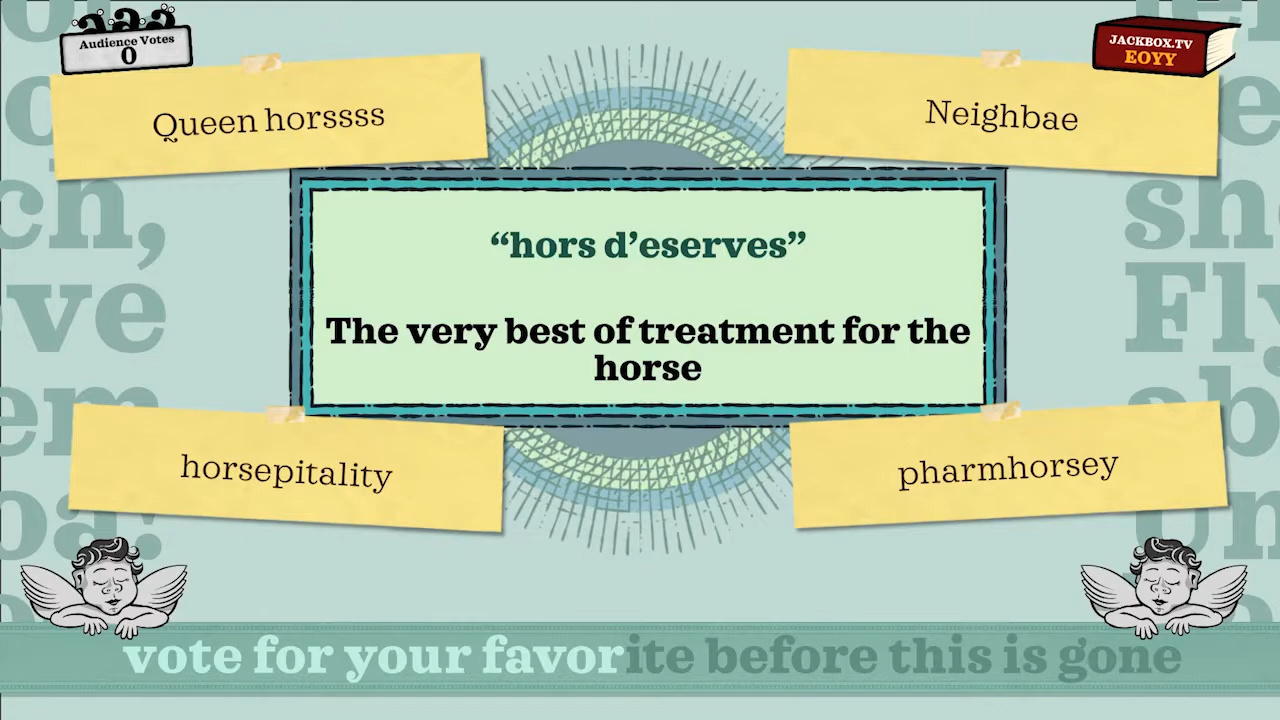 Audience Votes
0
JACKBOX.TV
EOYY
Queen horssss
Neighbae
“hors d’eserves”
The very best of treatment for the
horse
horsepitality
pharmhorsey
vote for your favorite before this is gone